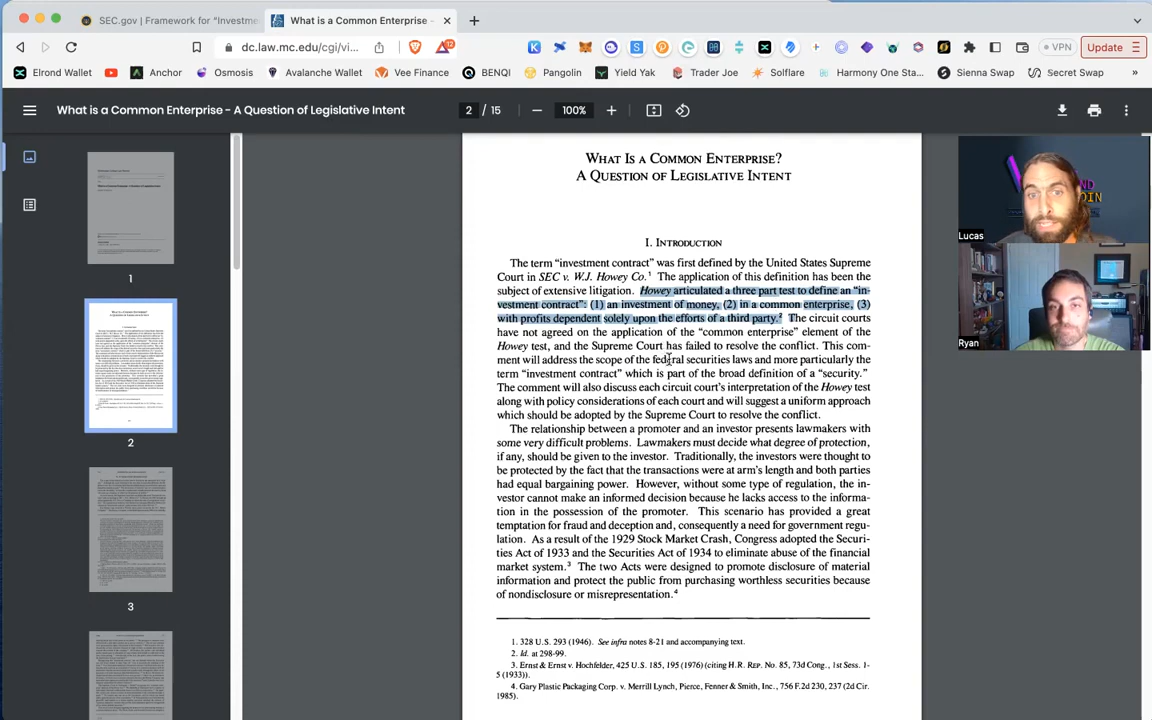 SEC.gov | Framework for “Investme
What is a Common Enterprise -
dc.law.mc.edu/cgi/vi...
12
VPN
Update
Elrond Wallet
Anchor
Osmosis
Avalanche Wallet
Vee Finance
BENQI
Pangolin
Yield Yak
Trader Joe
Solflare
Harmony One Sta...
Sienna Swap
Secret Swap
»
What is a Common Enterprise - A Question of Legislative Intent
2 / 15
100%
1
2
3
WHAT IS A COMMON ENTERPRISE?
A QUESTION OF LEGISLATIVE INTENT
I. INTRODUCTION
The term “investment contract” was first defined by the United States Supreme
Court in SEC v. W.J. Howey Co.1 The application of this definition has been the
subject of extensive litigation. Howey articulated a three part test to define an “in-
vestment contract”: (1) an investment of money, (2) in a common enterprise, (3)
with profits dependent solely upon the efforts of a third party.2 The circuit courts
have not agreed on the application of the “common enterprise” element of the
Howey test, and the Supreme Court has failed to resolve the conflict. This com-
ment will address the scope of the federal securities laws and more particularly the
term “investment contract” which is part of the broad definition of a “security.”
The comment will also discuss each circuit court’s interpretation of the Howey test
along with policy considerations of each court and will suggest a uniform approach
which should be adopted by the Supreme Court to resolve the conflict.
The relationship between a promoter and an investor presents lawmakers with
some very difficult problems. Lawmakers must decide what degree of protection,
if any, should be given to the investor. Traditionally, the investors were thought to
be protected by the fact that the transactions were at arm’s length and both parties
had equal bargaining power. However, without some type of regulation, the in-
vestor cannot make an informed decision because he lacks access to the informa-
tion in the possession of the promoter. This scenario has provided a great
temptation for fraud and deception and, consequently a need for government regu-
lation. As a result of the 1929 Stock Market Crash, Congress adopted the Securi-
ties Act of 1933 and the Securities Act of 1934 to eliminate abuse of the financial
market system.3 The two Acts were designed to promote disclosure of material
information and protect the public from purchasing worthless securities because
of nondisclosure or misrepresentation.4
1. 328 U.S. 293 (1946). See infra notes 8-21 and accompanying text.
2. Id. at 298-99.
3. Ernst & Ernst v. Hochfelder, 425 U.S. 185, 195 (1976) (citing H.R. REP. No. 85, 73d Cong., 1st Sess. 1-
5 (1933)).
4. Gary Plastic Packaging Corp. v. Merrill Lynch, Pierce, Fenner & Smith, Inc., 756 F.2d 230, 237 (2d Cir.
1985).
Lucas
Ryan